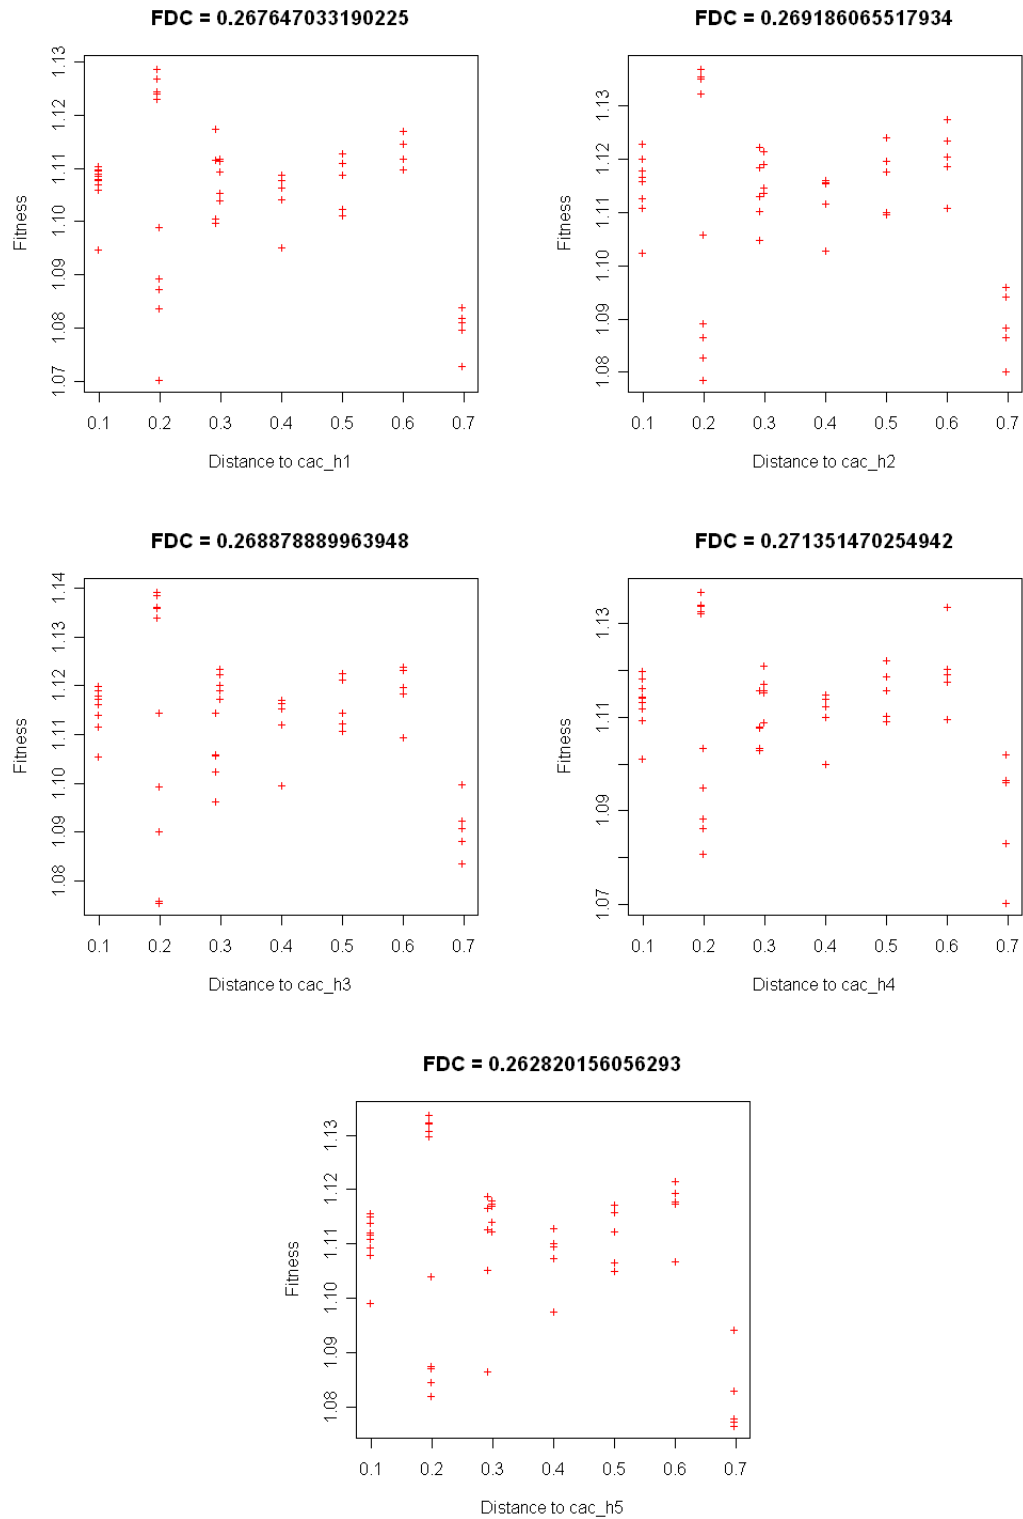 FDC = 0.267647033190225
FDC = 0.269186065517934
1.13
1.12
1.11
1.10
1.09
1.08
1.07
Fitness
0.1 0.2 0.3 0.4 0.5 0.6 0.7
Distance to cac_h1
1.13
1.12
1.11
1.10
1.09
1.08
Fitness
0.1 0.2 0.3 0.4 0.5 0.6 0.7
Distance to cac_h2
FDC = 0.268878889963948
FDC = 0.271351470254942
1.14
1.13
1.12
1.11
1.10
1.09
1.08
Fitness
0.1 0.2 0.3 0.4 0.5 0.6 0.7
Distance to cac_h3
1.13
1.11
1.09
1.07
Fitness
0.1 0.2 0.3 0.4 0.5 0.6 0.7
Distance to cac_h4
FDC = 0.262820156056293
1.13
1.12
1.11
1.10
1.09
1.08
Fitness
0.1 0.2 0.3 0.4 0.5 0.6 0.7
Distance to cac_h5